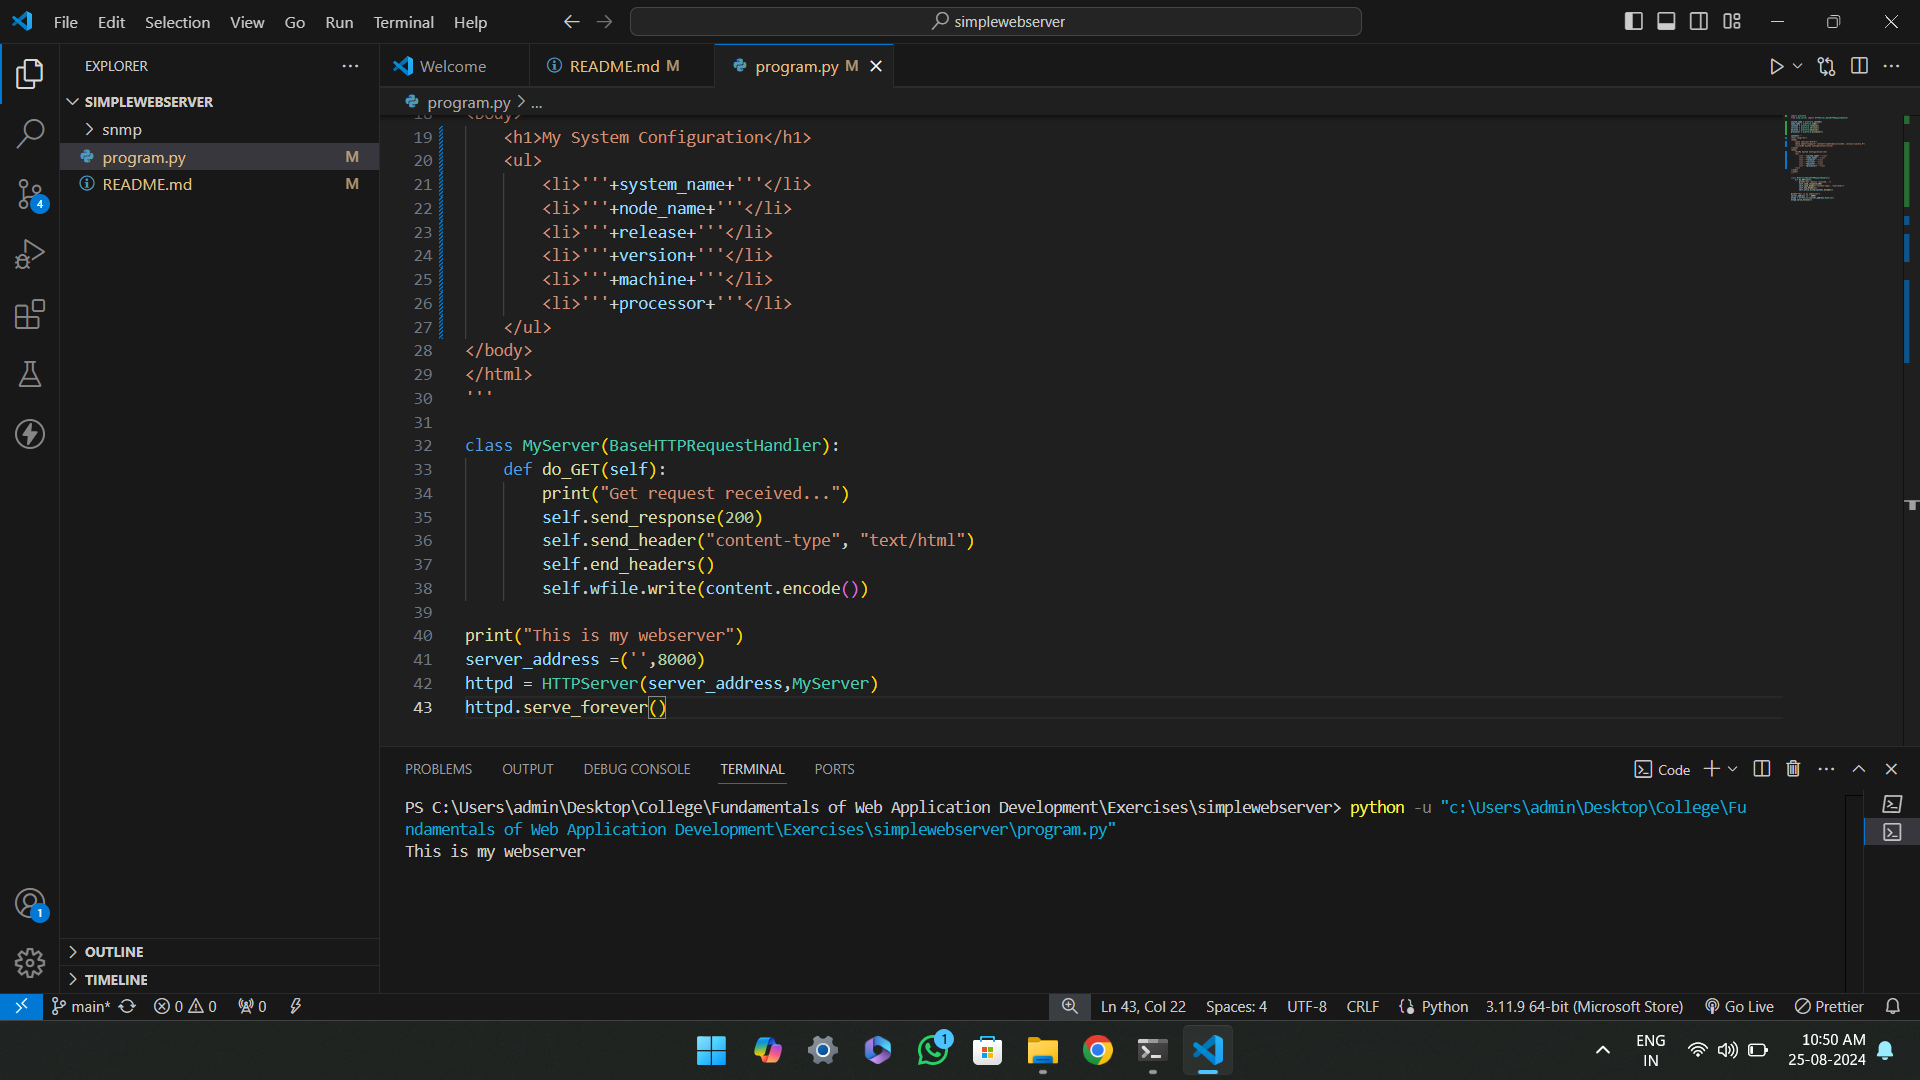 File Edit Selection View Go Run Terminal Help
simplewebserver
EXPLORER
SIMPLEWEBSERVER
snmp
program.py M
README.md M
OUTLINE
TIMELINE
4
1
Welcome
README.md M
program.py M
program.py > ...
18 <body>
19 <h1>My System Configuration</h1>
20 <ul>
21 <li>'''+system_name+'''</li>
22 <li>'''+node_name+'''</li>
23 <li>'''+release+'''</li>
24 <li>'''+version+'''</li>
25 <li>'''+machine+'''</li>
26 <li>'''+processor+'''</li>
27 </ul>
28 </body>
29 </html>
30 '''
31
32 class MyServer(BaseHTTPRequestHandler):
33 def do_GET(self):
34 print("Get request received...")
35 self.send_response(200)
36 self.send_header("content-type", "text/html")
37 self.end_headers()
38 self.wfile.write(content.encode())
39
40 print("This is my webserver")
41 server_address =('',8000)
42 httpd = HTTPServer(server_address,MyServer)
43 httpd.serve_forever()
PROBLEMS OUTPUT DEBUG CONSOLE TERMINAL PORTS
Code
PS C:\Users\admin\Desktop\College\Fundamentals of Web Application Development\Exercises\simplewebserver> python -u "c:\Users\admin\Desktop\College\Fu
ndamentals of Web Application Development\Exercises\simplewebserver\program.py"
This is my webserver
main* 0 0 0 Ln 43, Col 22 Spaces: 4 UTF-8 CRLF Python 3.11.9 64-bit (Microsoft Store) Go Live Prettier
1
ENG
IN
10:50 AM
25-08-2024